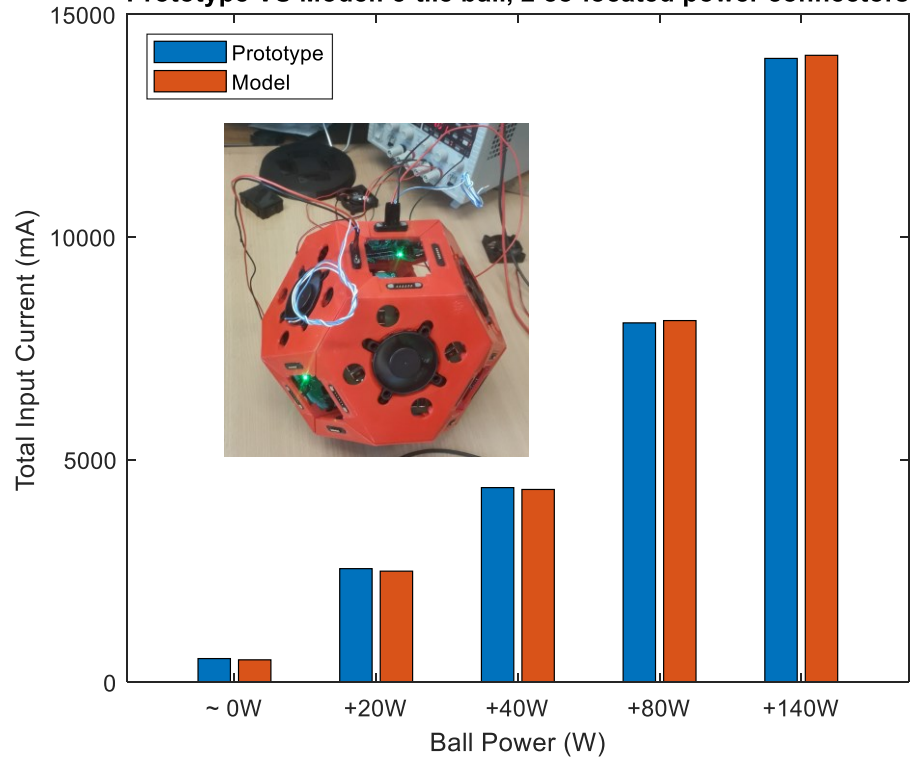 15000
Prototype
Model
10000
5000
0
Total Input Current (mA)
~ 0W
+20W
+40W
+80W
+140W
Ball Power (W)